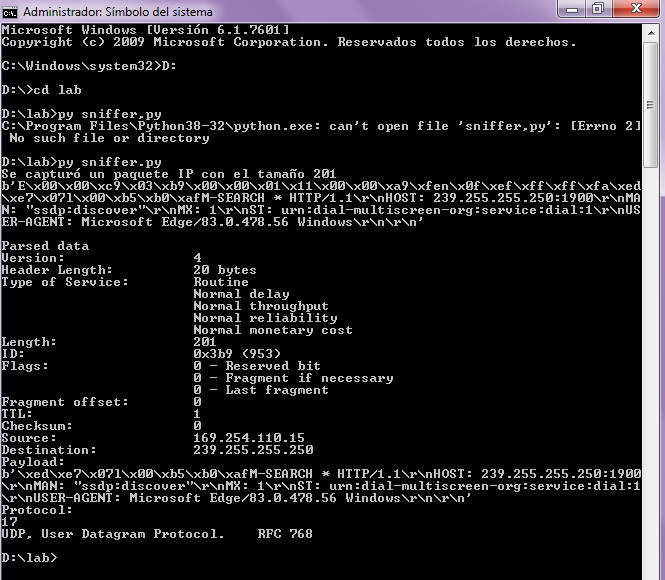 Administrador: Símbolo del sistema
Microsoft Windows [Versión 6.1.7601]
Copyright (c) 2009 Microsoft Corporation. Reservados todos los derechos.
C:\Windows\system32>D:
D:\>cd lab
D:\lab>py sniffer,py
C:\Program Files\Python38-32\python.exe: can't open file 'sniffer,py': [Errno 2]
 No such file or directory
D:\lab>py sniffer.py
Se capturó un paquete IP con el tamaño 201
b'E\x00\x00\xc9\x03\xb9\x00\x00\x01\x11\x00\x00\xa9\xfen\x0f\xef\xff\xff\xfa\xed
\xe7\x07l\x00\xb5\xb0\xafM-SEARCH * HTTP/1.1\r\nHOST: 239.255.255.250:1900\r\nMA
N: "ssdp:discover"\r\nMX: 1\r\nST: urn:dial-multiscreen-org:service:dial:1\r\nUS
ER-AGENT: Microsoft Edge/83.0.478.56 Windows\r\n\r\n'
Parsed data
Version: 4
Header Length: 20 bytes
Type of Service: Routine
Normal delay
Normal throughput
Normal reliability
Normal monetary cost
Length: 201
ID: 0x3b9 (953)
Flags: 0 - Reserved bit
0 - Fragment if necessary
0 - Last fragment
Fragment offset: 0
TTL: 1
Checksum: 0
Source: 169.254.110.15
Destination: 239.255.255.250
Payload:
b'\xed\xe7\x07l\x00\xb5\xb0\xafM-SEARCH * HTTP/1.1\r\nHOST: 239.255.255.250:1900
\r\nMAN: "ssdp:discover"\r\nMX: 1\r\nST: urn:dial-multiscreen-org:service:dial:1
\r\nUSER-AGENT: Microsoft Edge/83.0.478.56 Windows\r\n\r\n'
Protocol:
17
UDP, User Datagram Protocol. RFC 768
D:\lab>